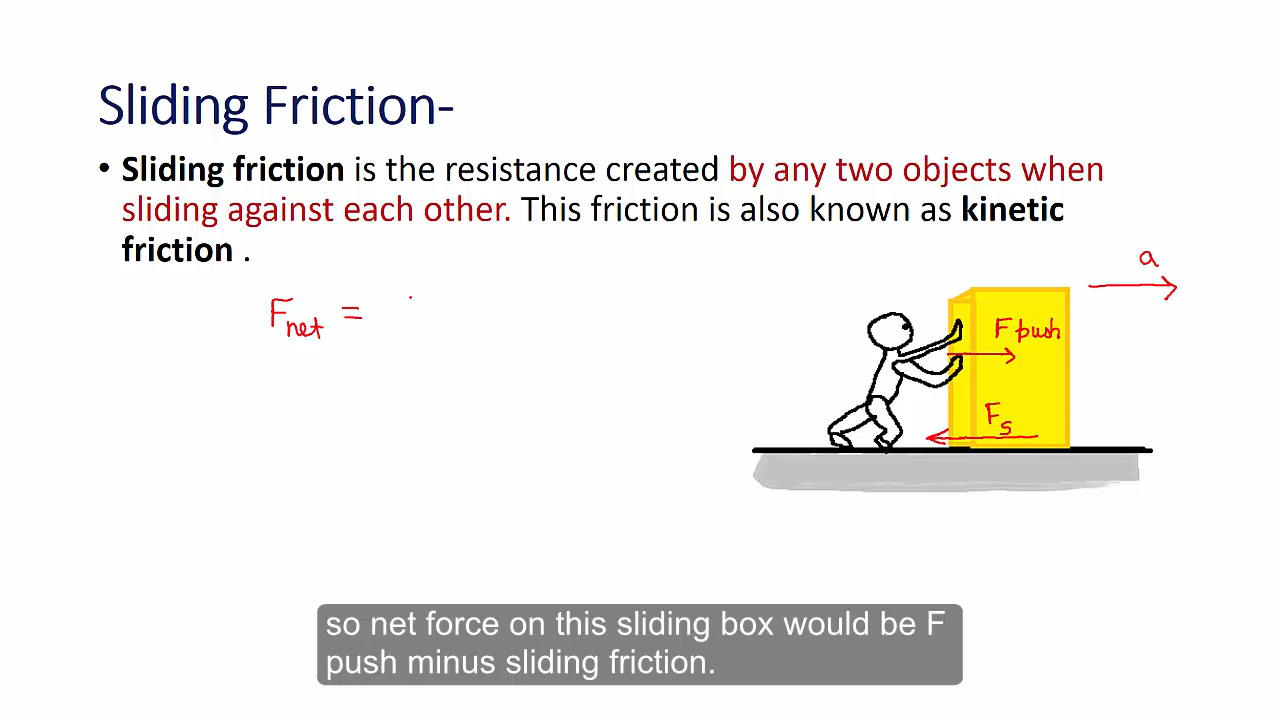 Sliding Friction-
• Sliding friction is the resistance created by any two objects when
sliding against each other. This friction is also known as kinetic
friction .
a
F net =
F push
F s
so net force on this sliding box would be F
push minus sliding friction.